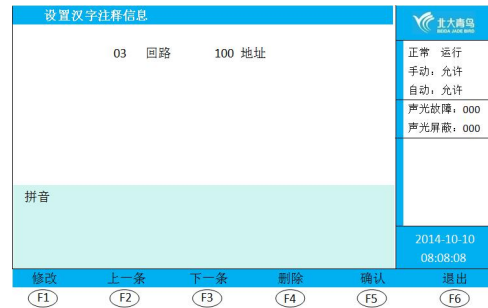 设置汉字注释信息
北大青鸟
BEIDA JADE BIRD
03 回路 100 地址
正常 运行
手动：允许
自动：允许
声光故障：000
声光屏蔽：000
拼音
2014-10-10
08:08:08
修改 上一条 下一条 删除 确认 退出
F1 F2 F3 F4 F5 F6